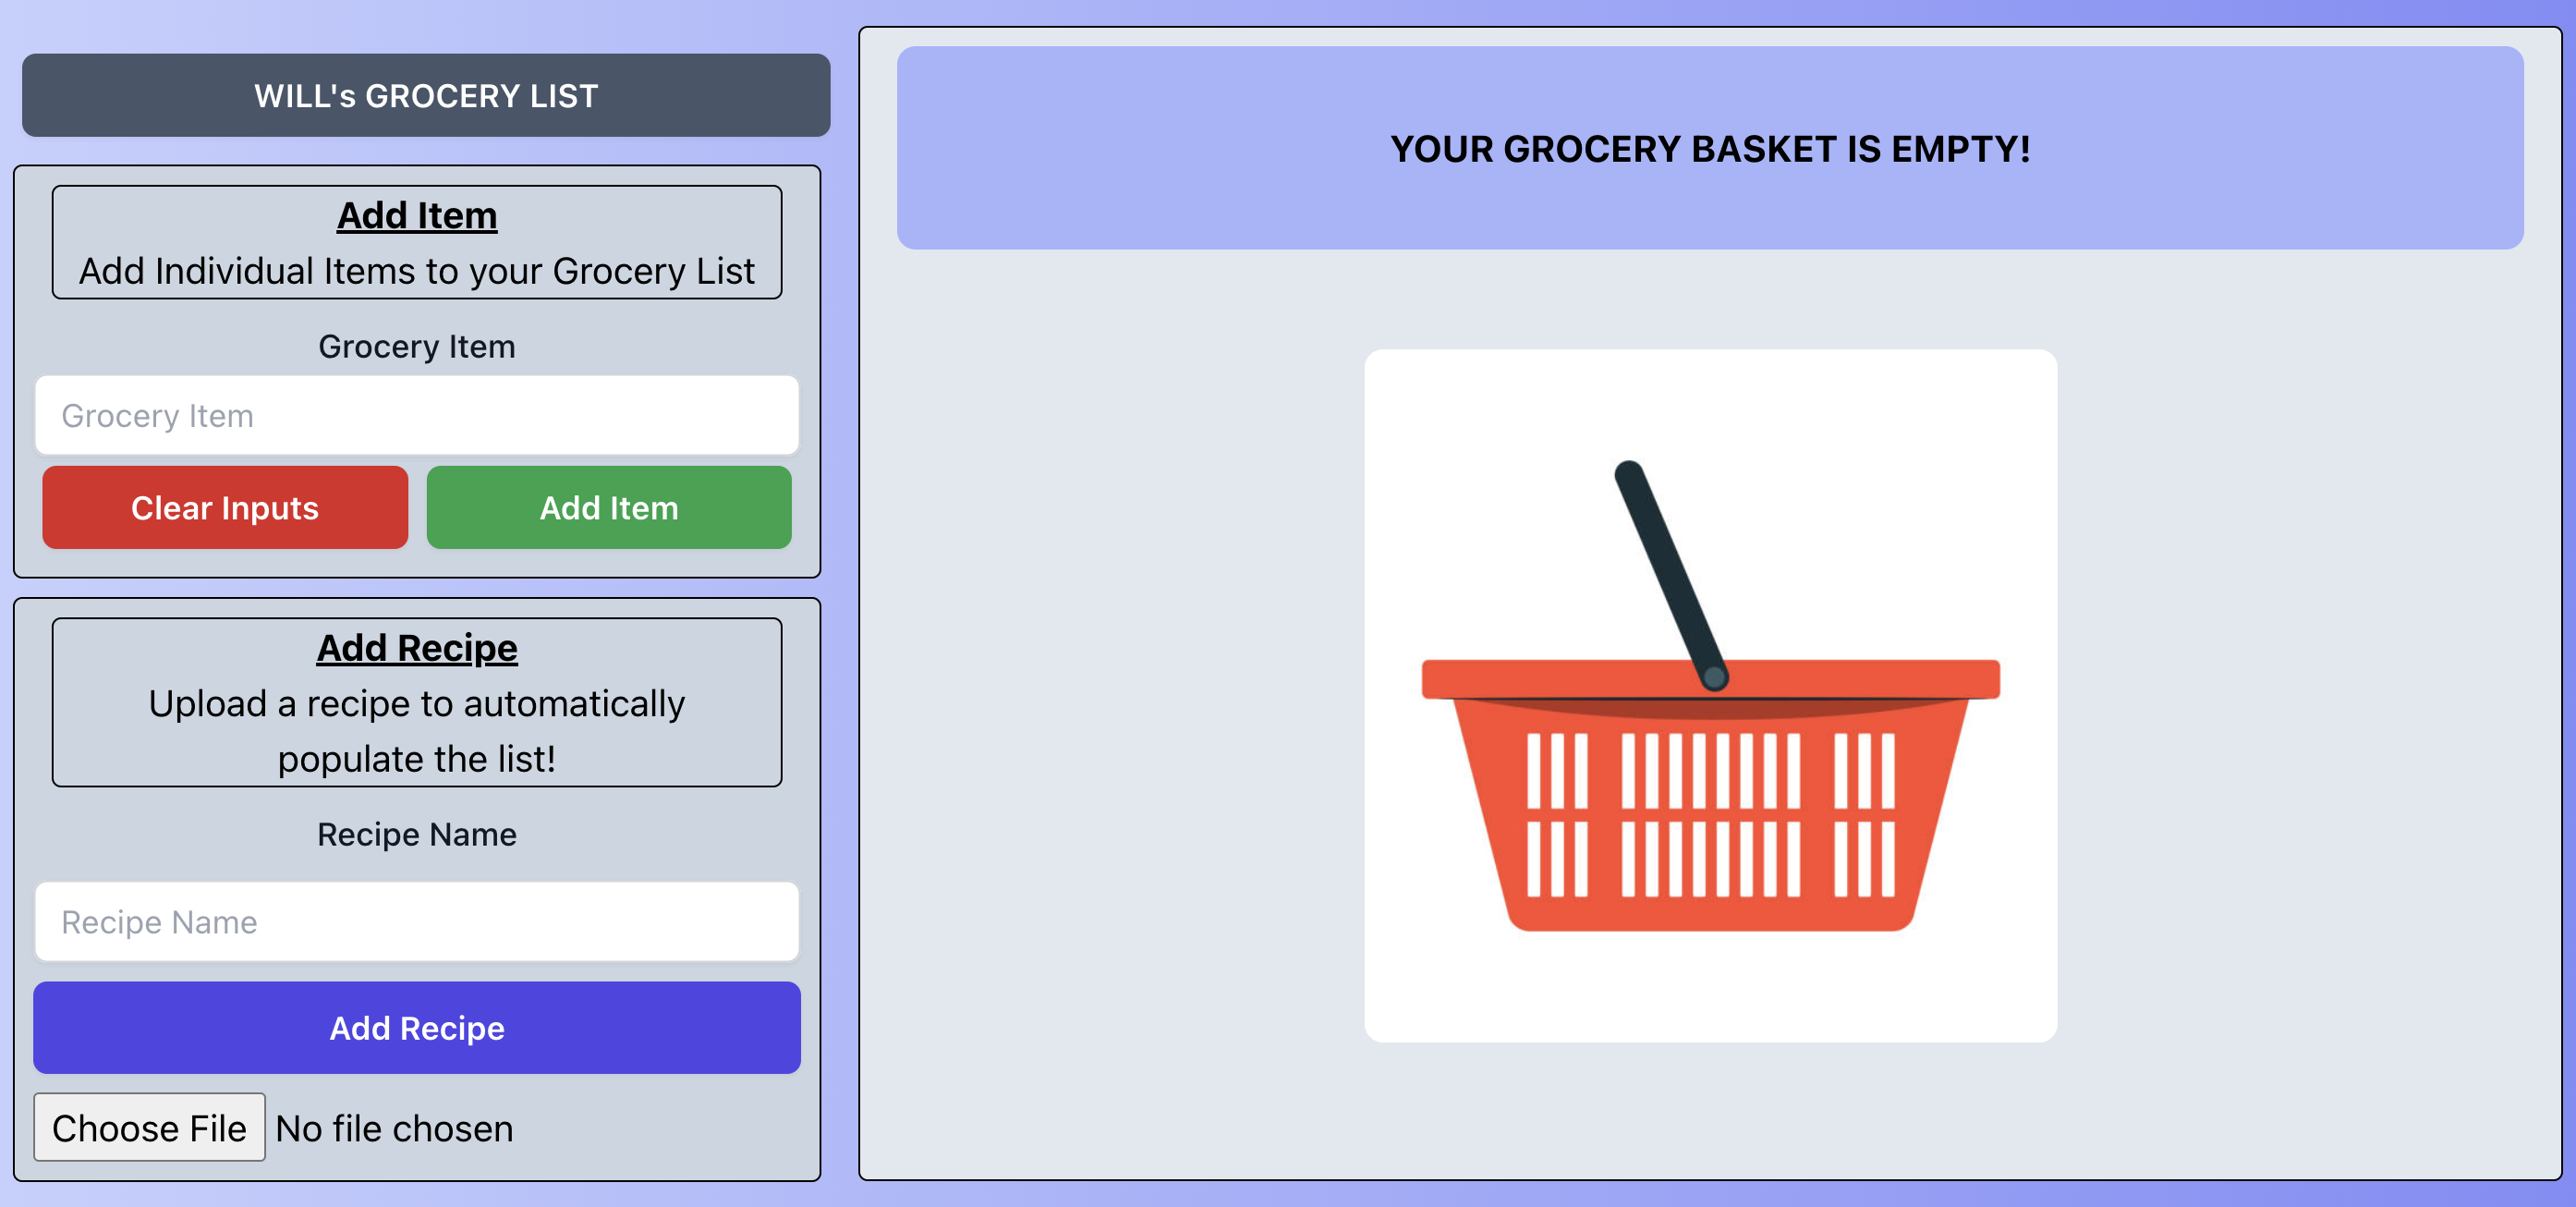 WILL's GROCERY LIST
Add Item
Add Individual Items to your Grocery List
Grocery Item
Grocery Item
Clear Inputs
Add Item
Add Recipe
Upload a recipe to automatically
populate the list!
Recipe Name
Recipe Name
Add Recipe
Choose File No file chosen
YOUR GROCERY BASKET IS EMPTY!